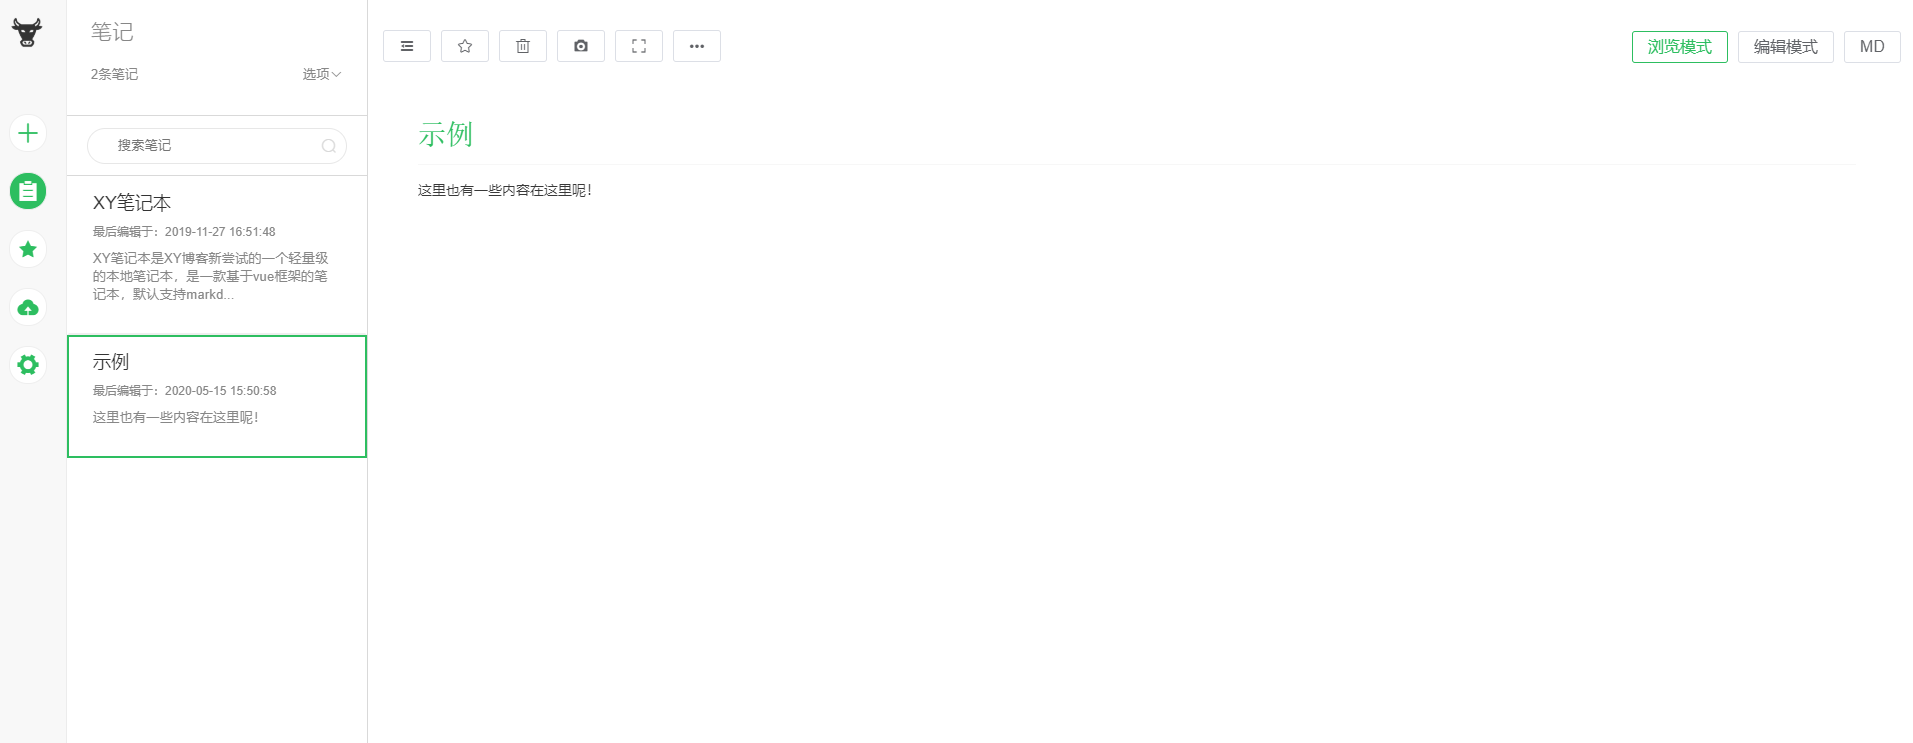 笔记
2条笔记
选项
搜索笔记
XY笔记本
最后编辑于：2019-11-27 16:51:48
XY笔记本是XY博客新尝试的一个轻量级
的本地笔记本，是一款基于vue框架的笔
记本，默认支持markd...
示例
最后编辑于：2020-05-15 15:50:58
这里也有一些内容在这里呢！
浏览模式
编辑模式
MD
示例
这里也有一些内容在这里呢！